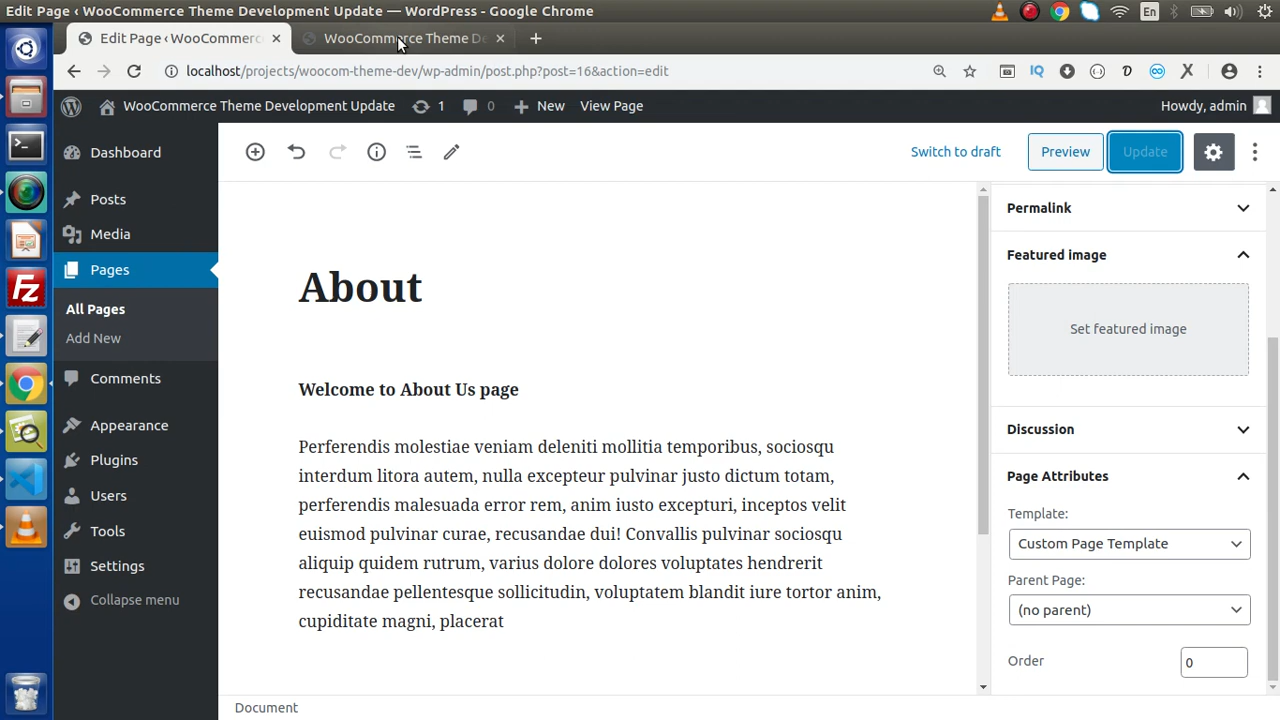 Edit Page ‹ WooCommerce Theme Development Update — WordPress - Google Chrome
En
Edit Page ‹ WooCommerc
WooCommerce Theme De
localhost/projects/woocom-theme-dev/wp-admin/post.php?post=16&action=edit
IQ
WooCommerce Theme Development Update
1
0
New
View Page
Howdy, admin
Dashboard
Posts
Media
Pages
All Pages
Add New
Comments
Appearance
Plugins
Users
Tools
Settings
Collapse menu
Switch to draft
Preview
Update
About
Welcome to About Us page
Perferendis molestiae veniam deleniti mollitia temporibus, sociosqu
interdum litora autem, nulla excepteur pulvinar justo dictum totam,
perferendis malesuada error rem, anim iusto excepturi, inceptos velit
euismod pulvinar curae, recusandae dui! Convallis pulvinar sociosqu
aliquip quidem rutrum, varius dolore dolores voluptates hendrerit
recusandae pellentesque sollicitudin, voluptatem blandit iure tortor anim,
cupiditate magni, placerat
Permalink
Featured image
Set featured image
Discussion
Page Attributes
Template:
Custom Page Template
Parent Page:
(no parent)
Order
0
Document